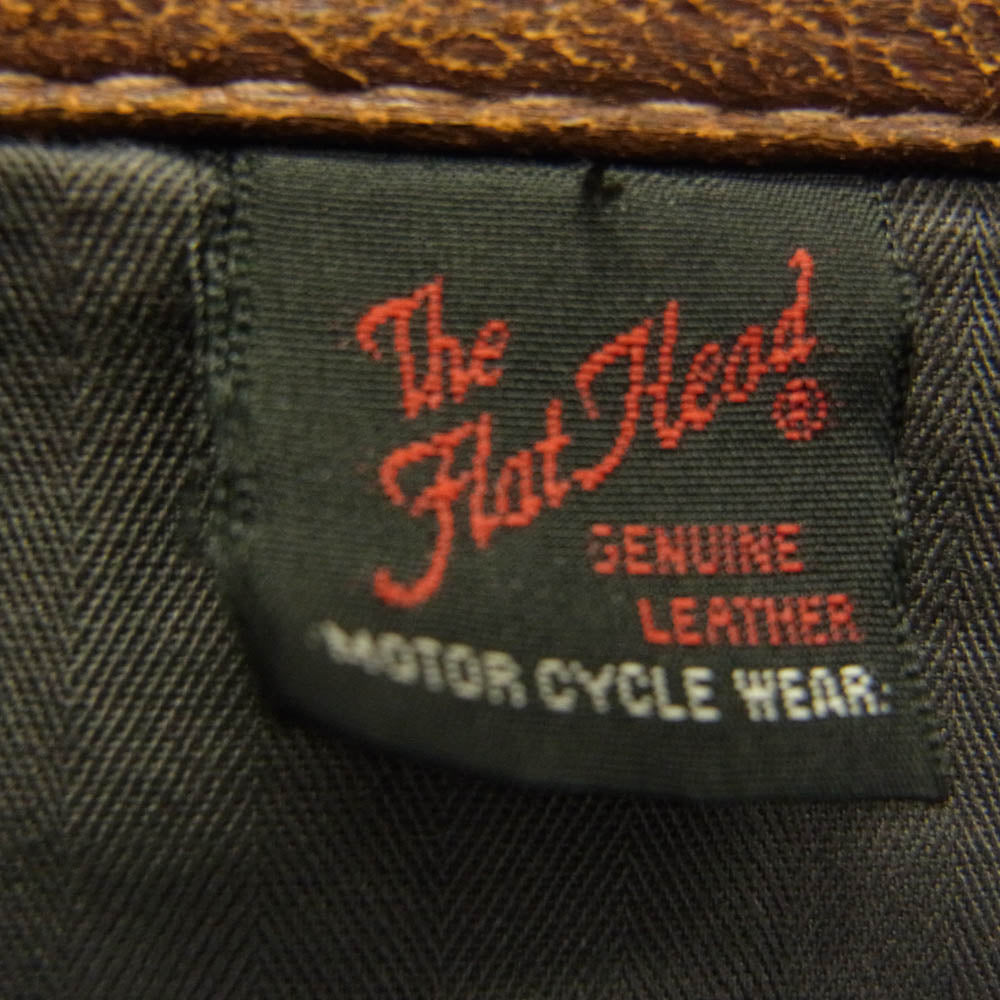 The
Flat Head®
GENUINE
LEATHER
MOTOR CYCLE WEAR.